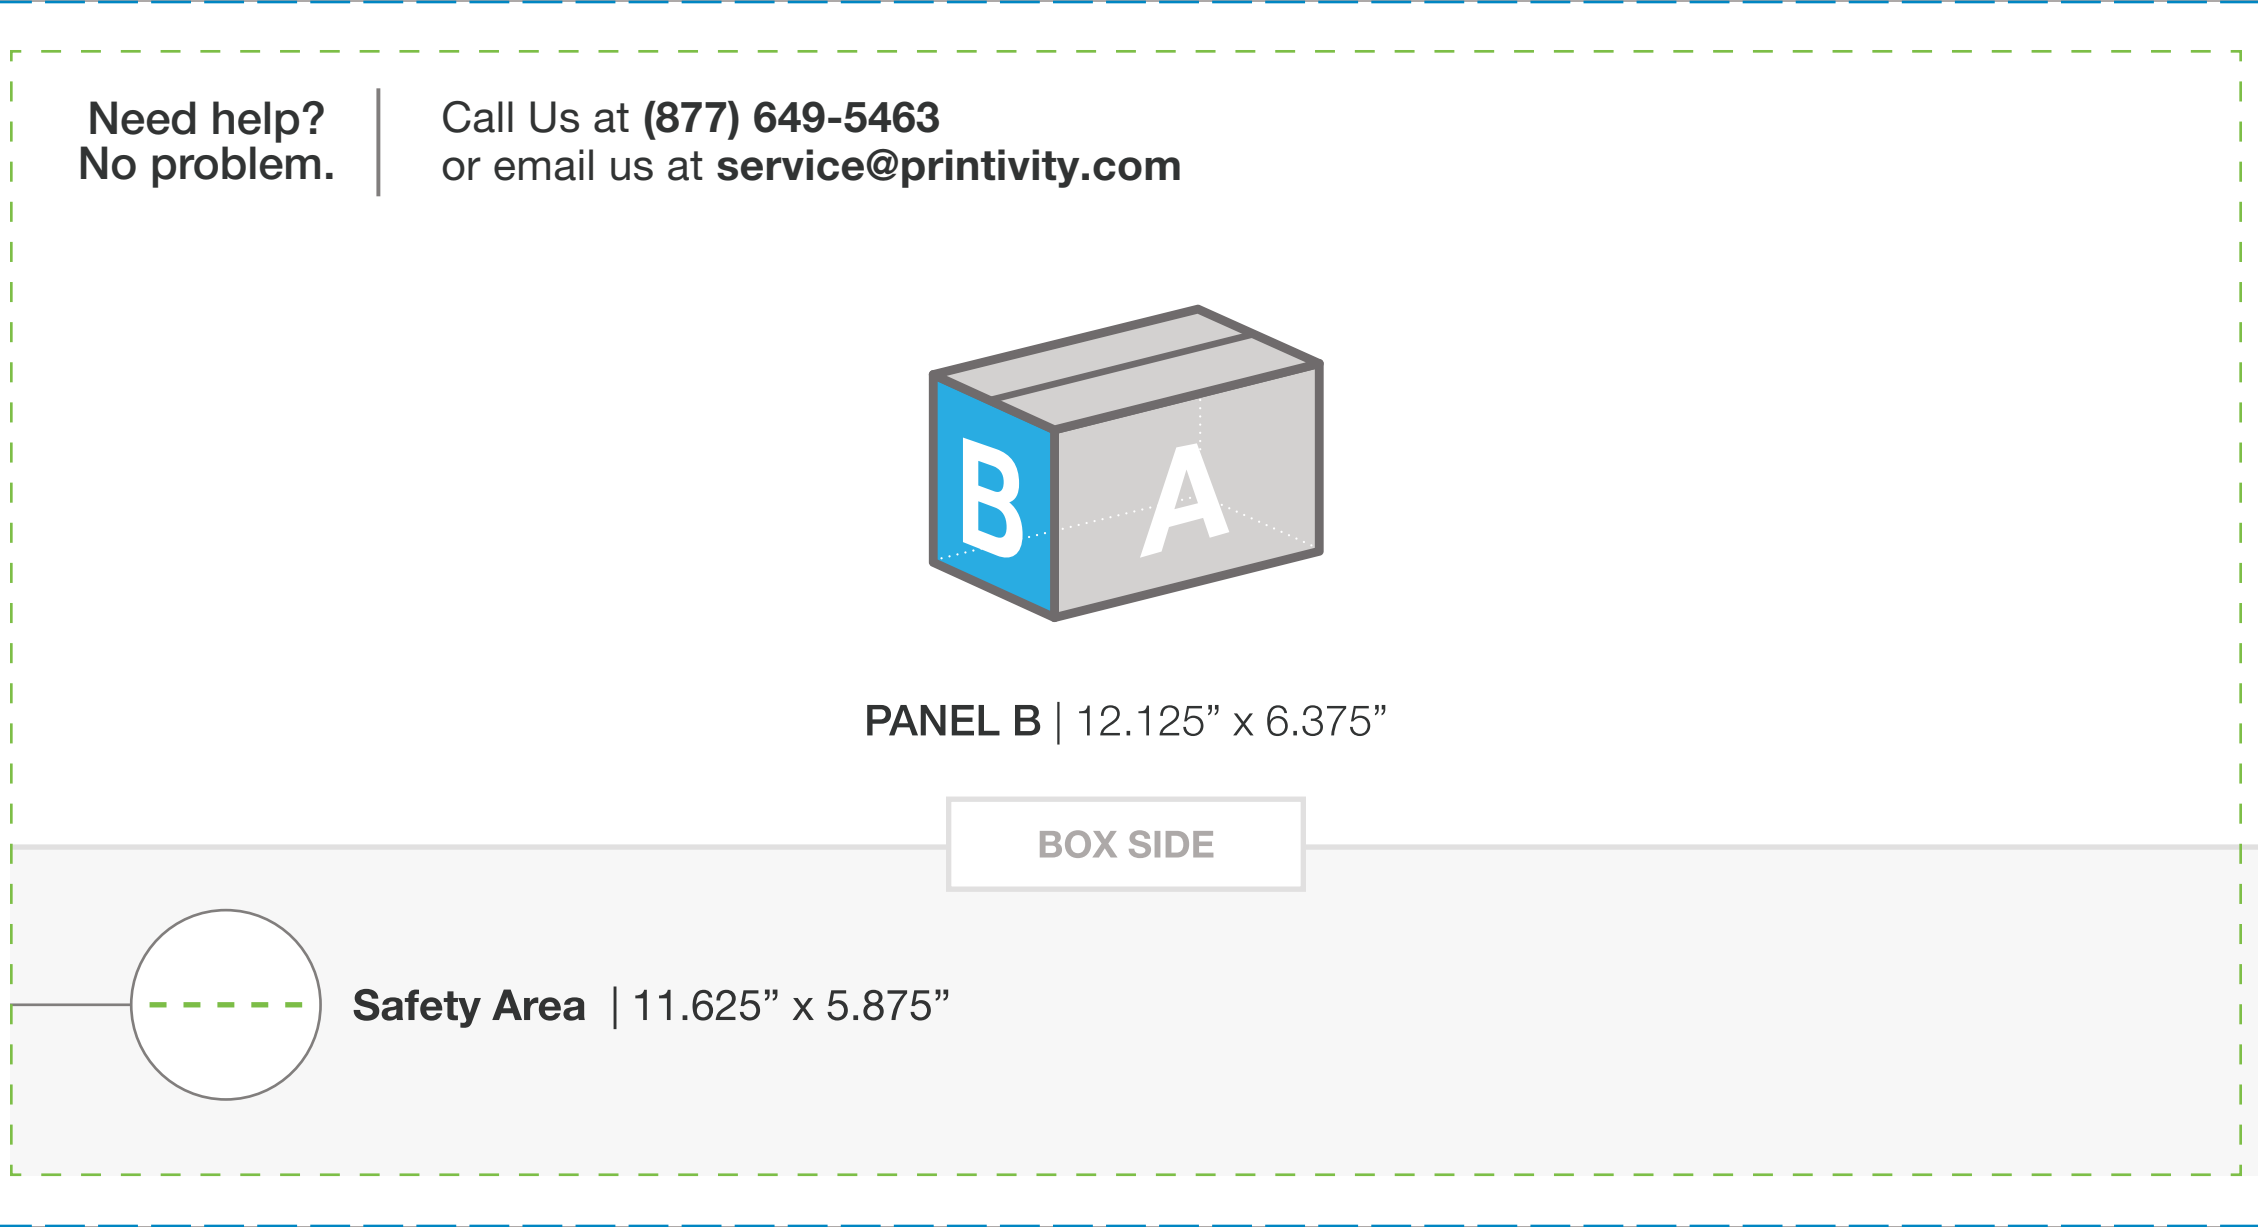 Need help?
No problem.
Call Us at (877) 649-5463
or email us at service@printivity.com
B
A
PANEL B | 12.125” x 6.375”
BOX SIDE
Safety Area | 11.625” x 5.875”